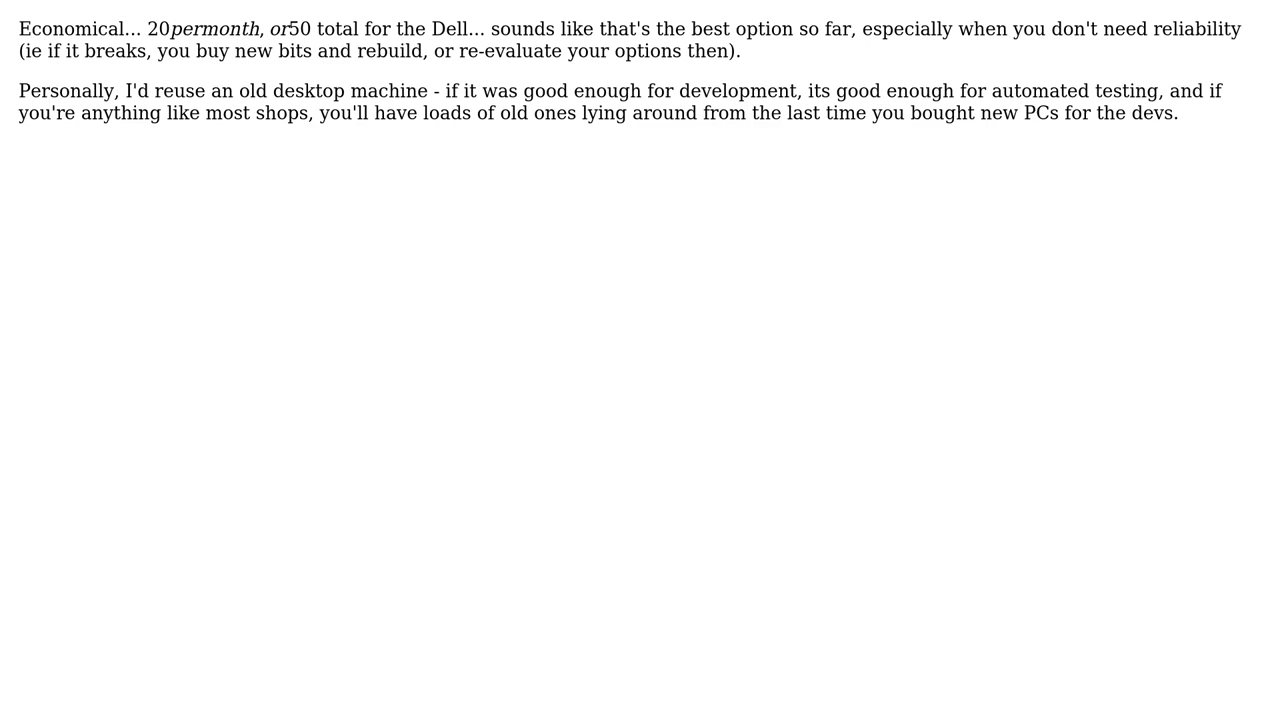 Economical... 20permonth, or50 total for the Dell... sounds like that's the best option so far, especially when you don't need reliability
(ie if it breaks, you buy new bits and rebuild, or re-evaluate your options then).
Personally, I'd reuse an old desktop machine - if it was good enough for development, its good enough for automated testing, and if
you're anything like most shops, you'll have loads of old ones lying around from the last time you bought new PCs for the devs.